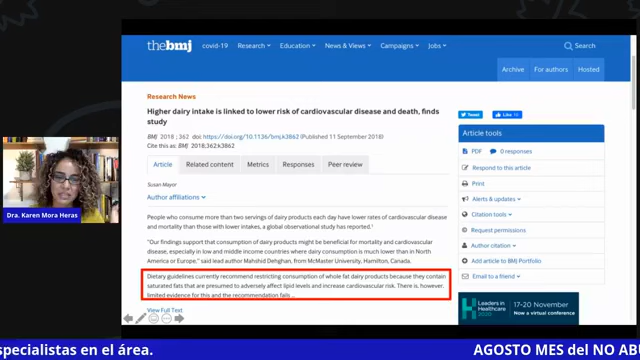 thebmj covid-19 Research Education News & Views Campaigns Jobs Search
Archive For authors Hosted
Research News
Higher dairy intake is linked to lower risk of cardiovascular disease and death, finds
study
BMJ 2018 ; 362 doi: https://doi.org/10.1136/bmj.k3862 (Published 11 September 2018)
Cite this as: BMJ 2018;362:k3862
Article Related content Metrics Responses Peer review
Susan Mayor
Author affiliations
People who consume more than two servings of dairy products each day have lower rates of cardiovascular disease
and mortality than those with lower intakes, a global observational study has reported.
"Our findings support that consumption of dairy products might be beneficial for mortality and cardiovascular
disease, especially in low and middle income countries where dairy consumption is much lower than in North
America or Europe," said lead author Mahshid Dehghan, from McMaster University, Hamilton, Canada.
Dietary guidelines currently recommend restricting consumption of whole fat dairy products because they contain
saturated fats that are presumed to adversely affect lipid levels and increase cardiovascular risk. There is, however,
limited evidence for this and the recommendation fails ...
View Full Text
Tweet Like
Article tools
PDF 0 responses
Respond to this article
Print
Alerts & updates
Citation tools
Request permissions
Author citation
Add article to BMJ Portfolio
Email to a friend
Leaders in
Healthcare
17-20 November
Now a virtual conference
Dra. Karen Mora Heras
specialistas en el área.
AGOSTO MES del NO ABU